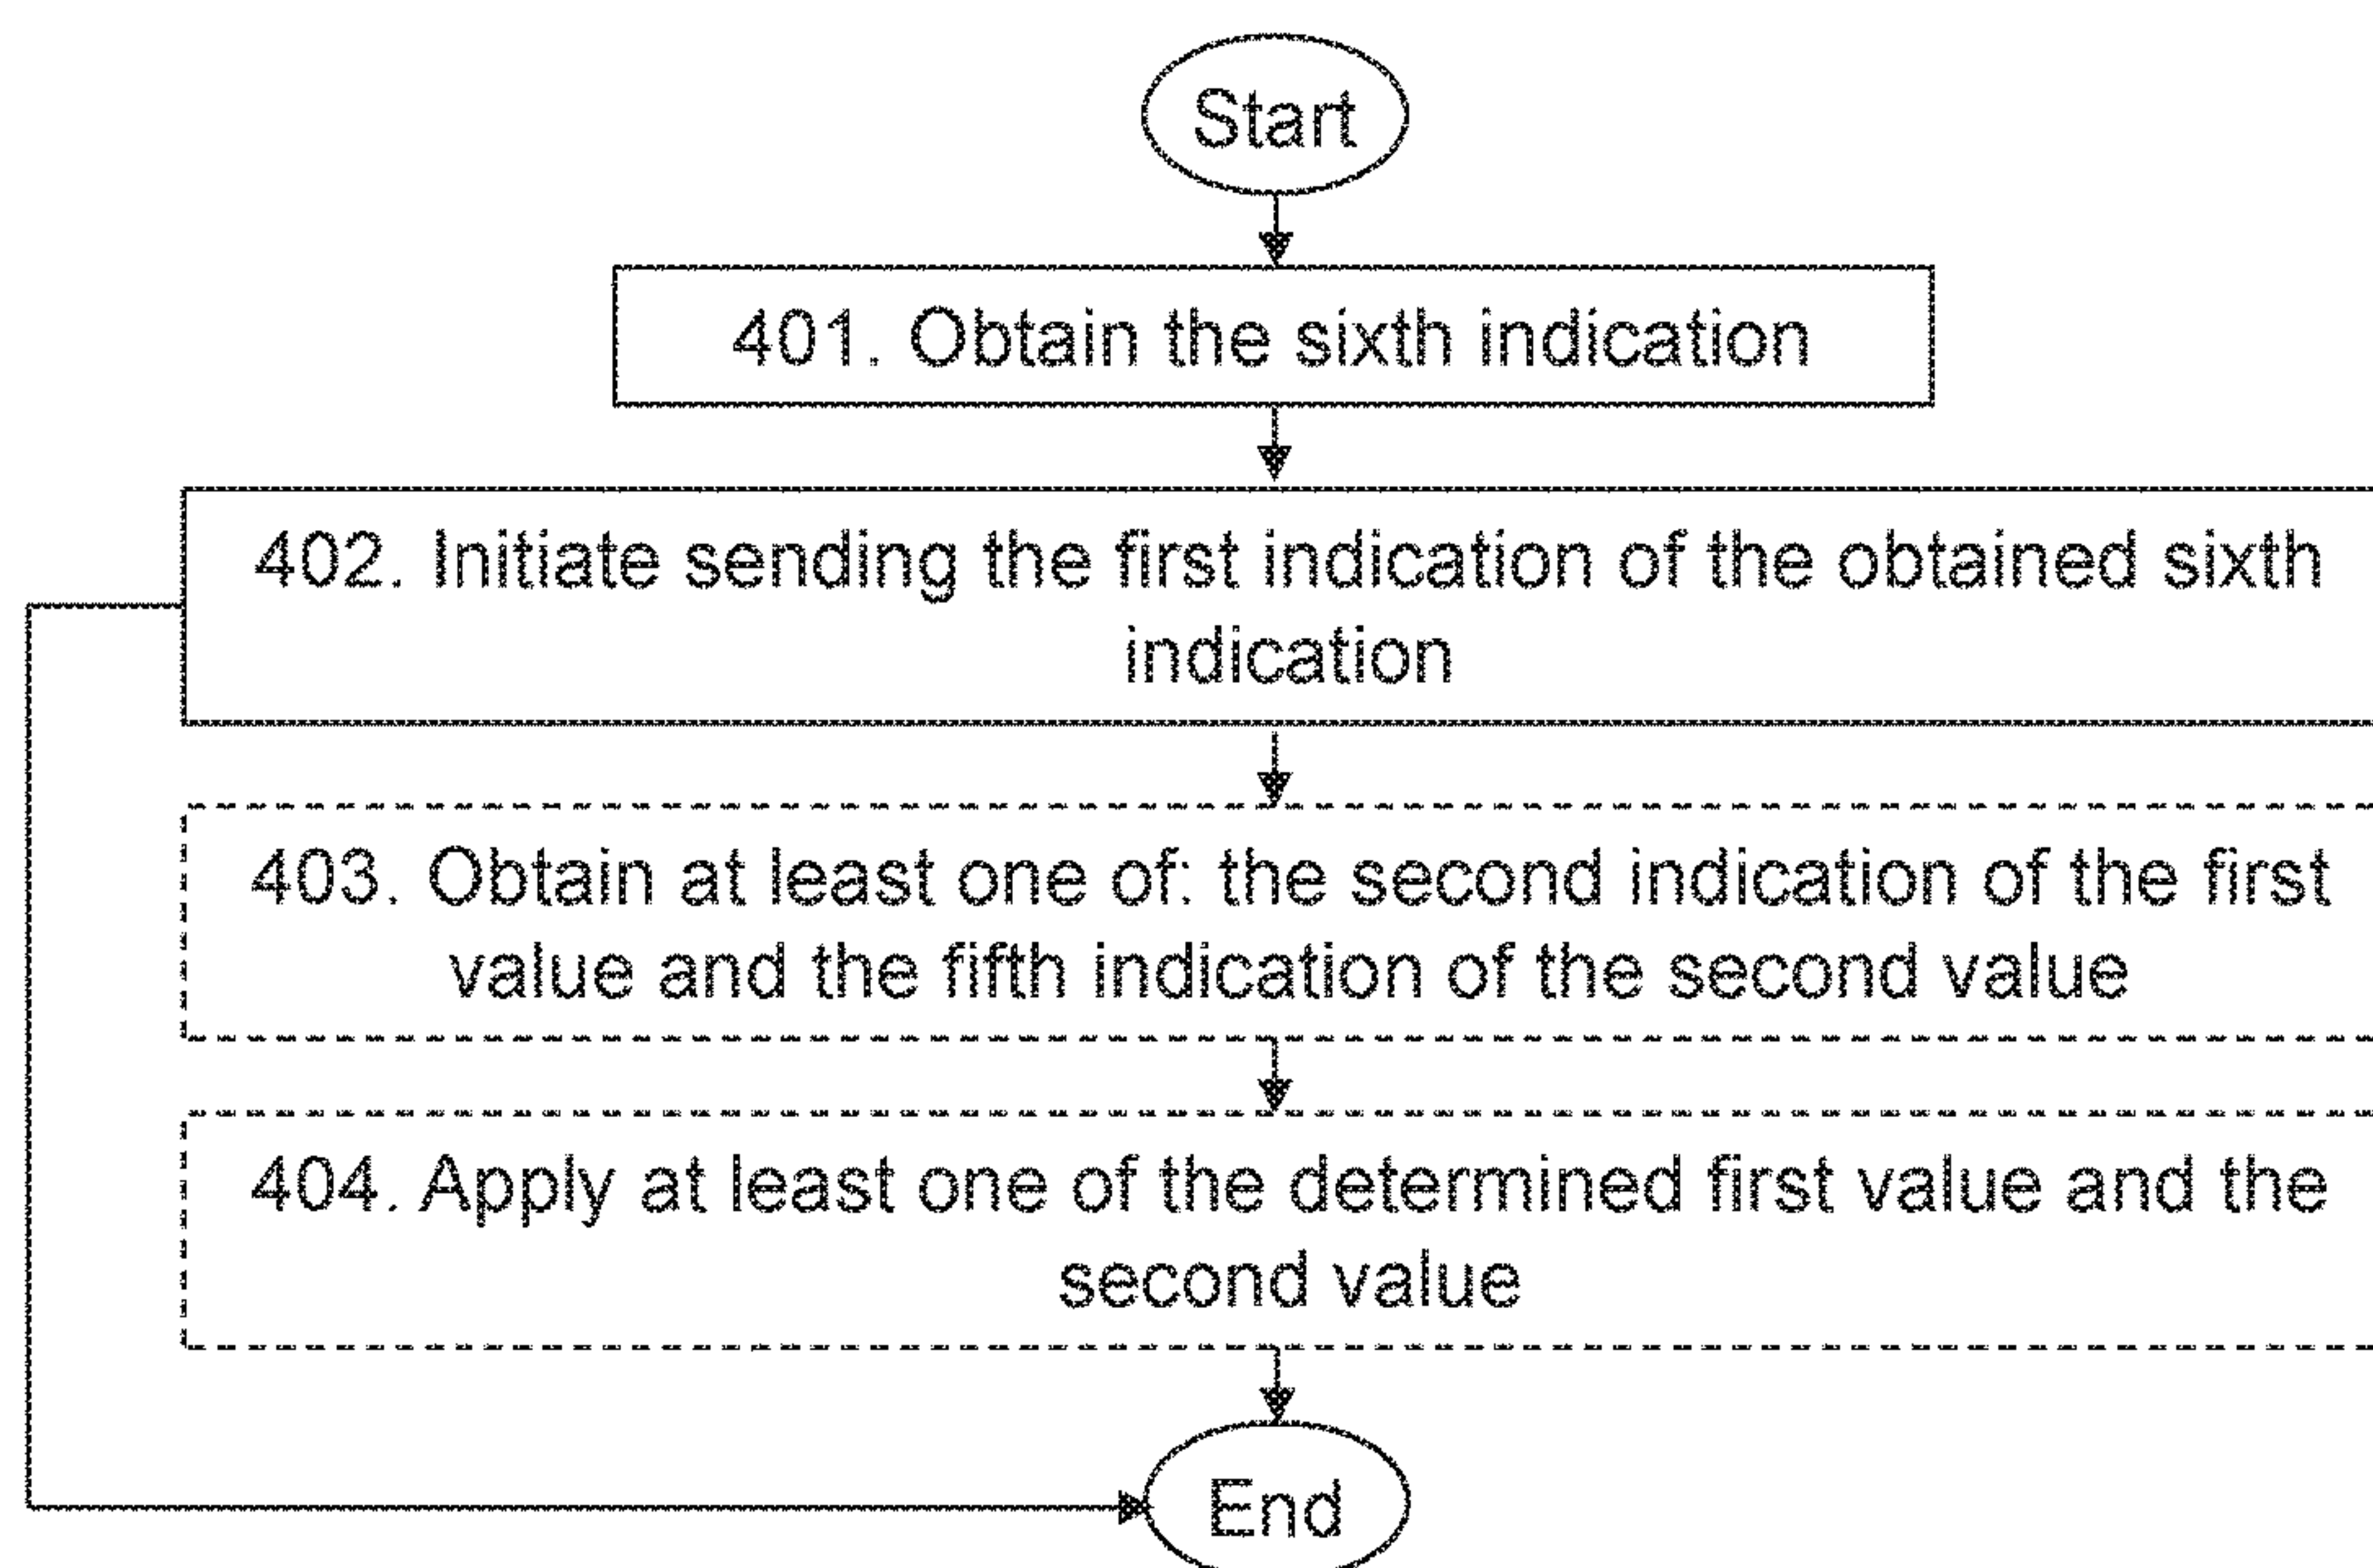 Start
401. Obtain the sixth indication
402. Initiate sending the first indication of the obtained sixth
indication
403. Obtain at least one of: the second indication of the first
value and the fifth indication of the second value
404. Apply at least one of the determined first value and the
second value
End